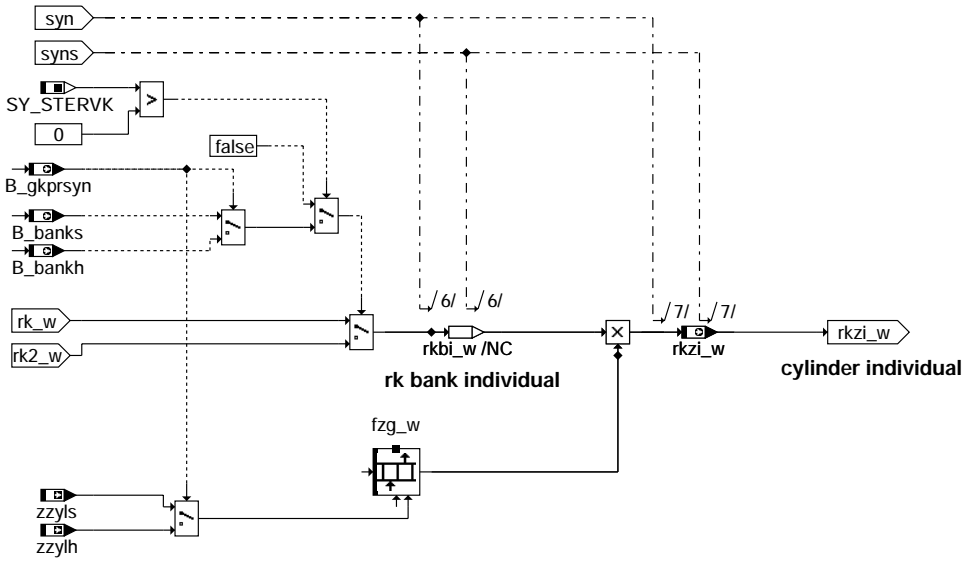 syn
syns
SY_STERVK
>
0
false
B_gkprsyn
B_banks
B_bankh
/6/ /6/
/7/ /7/
rk_w
rk2_w
rkbi_w /NC
rkzi_w
rkzi_w
rk bank individual
cylinder individual
fzg_w
zzyls
zzylh